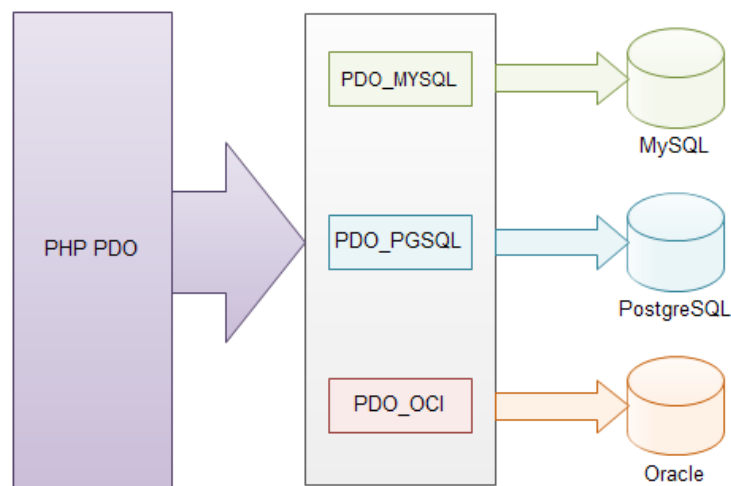 PHP PDO
PDO_MYSQL
MySQL
PDO_PGSQL
PostgreSQL
PDO_OCI
Oracle